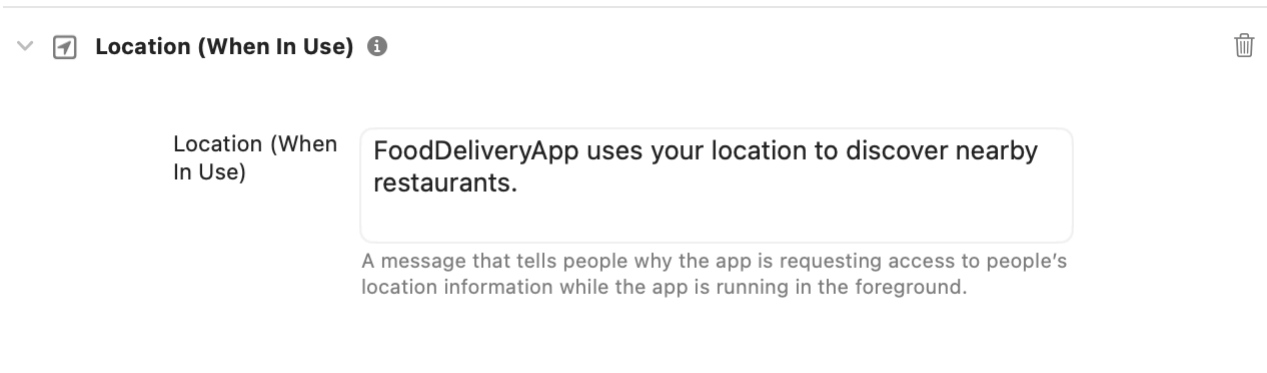 Location (When In Use)
Location (When
In Use)
FoodDeliveryApp uses your location to discover nearby
restaurants.
A message that tells people why the app is requesting access to people’s
location information while the app is running in the foreground.